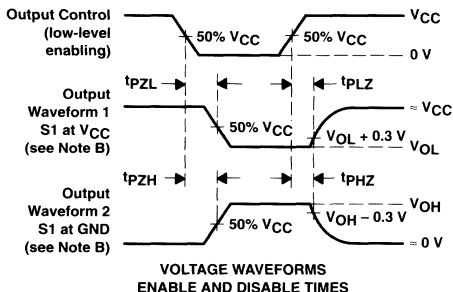 Output Control
(low-level
enabling)
50% VCC
50% VCC
VCC
0 V
tPZL
tPLZ
Output
Waveform 1
S1 at VCC
(see Note B)
50% VCC
≈ VCC
VOL + 0.3 V
VOL
tPZH
tPHZ
Output
Waveform 2
S1 at GND
(see Note B)
50% VCC
VOH
VOH − 0.3 V
≈ 0 V
VOLTAGE WAVEFORMS
ENABLE AND DISABLE TIMES